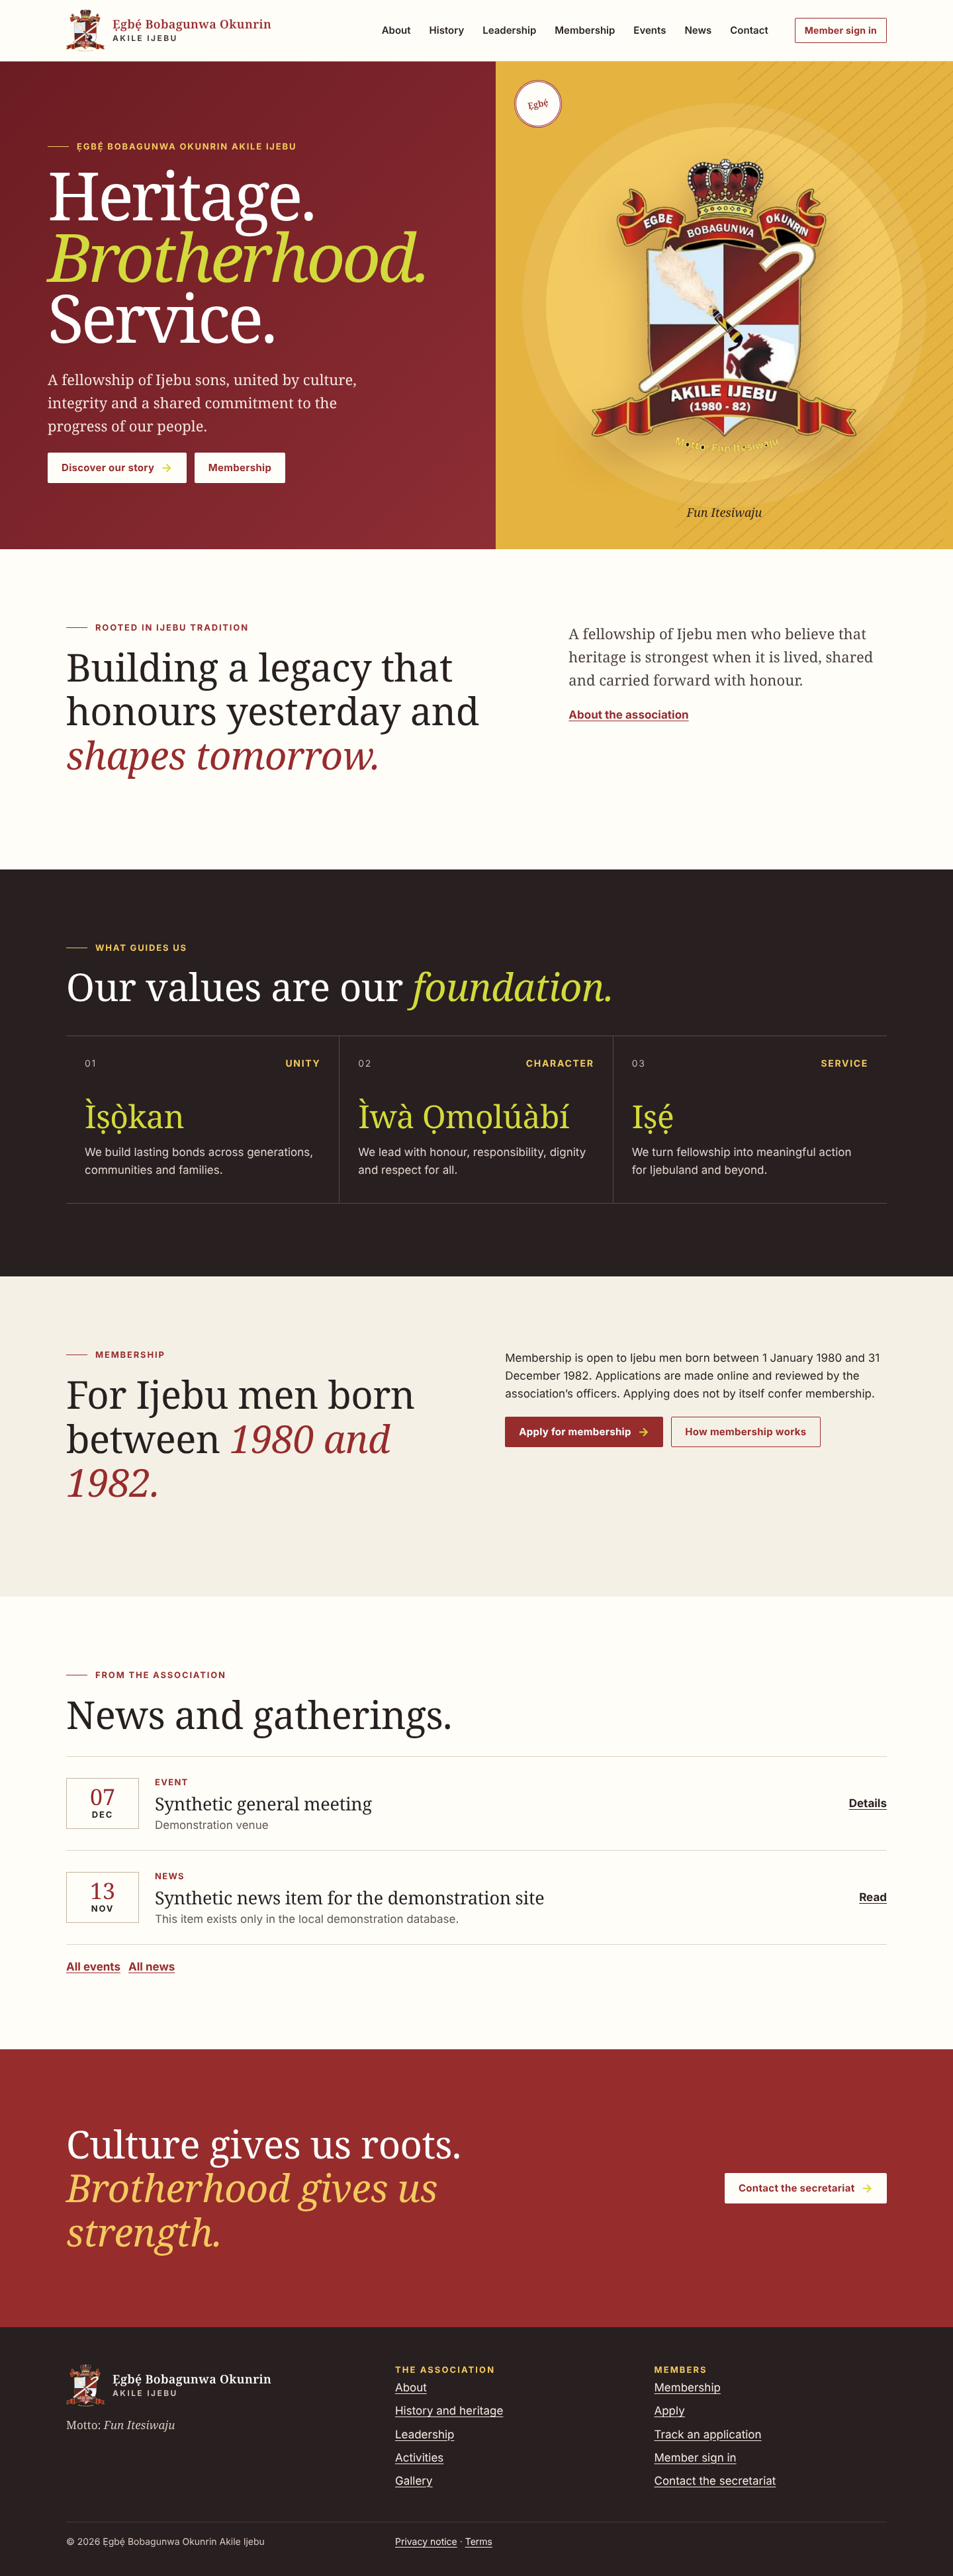 Ẹgbẹ́ Bobagunwa Okunrin
AKILE IJEBU
About History Leadership Membership Events News Contact Member sign in
ẸGBẸ́ BOBAGUNWA OKUNRIN AKILE IJEBU
Heritage.
Brotherhood.
Service.
A fellowship of Ijebu sons, united by culture,
integrity and a shared commitment to the
progress of our people.
Discover our story → Membership
Ẹgbẹ́
EGBE BOBAGUNWA OKUNRIN
AKILE IJEBU
(1980 - 82)
Motto: Fun Itesiwaju
Fun Itesiwaju
ROOTED IN IJEBU TRADITION
Building a legacy that
honours yesterday and
shapes tomorrow.
A fellowship of Ijebu men who believe that
heritage is strongest when it is lived, shared
and carried forward with honour.
About the association
WHAT GUIDES US
Our values are our foundation.
01 UNITY
Ìṣọ̀kan
We build lasting bonds across generations,
communities and families.
02 CHARACTER
Ìwà Ọmọlúàbí
We lead with honour, responsibility, dignity
and respect for all.
03 SERVICE
Iṣẹ́
We turn fellowship into meaningful action
for Ijebuland and beyond.
MEMBERSHIP
For Ijebu men born
between 1980 and
1982.
Membership is open to Ijebu men born between 1 January 1980 and 31
December 1982. Applications are made online and reviewed by the
association’s officers. Applying does not by itself confer membership.
Apply for membership → How membership works
FROM THE ASSOCIATION
News and gatherings.
07
DEC
EVENT
Synthetic general meeting
Demonstration venue
Details
13
NOV
NEWS
Synthetic news item for the demonstration site
This item exists only in the local demonstration database.
Read
All events All news
Culture gives us roots.
Brotherhood gives us
strength.
Contact the secretariat →
Ẹgbẹ́ Bobagunwa Okunrin
AKILE IJEBU
Motto: Fun Itesiwaju
THE ASSOCIATION
About
History and heritage
Leadership
Activities
Gallery
MEMBERS
Membership
Apply
Track an application
Member sign in
Contact the secretariat
© 2026 Ẹgbẹ́ Bobagunwa Okunrin Akile Ijebu
Privacy notice · Terms